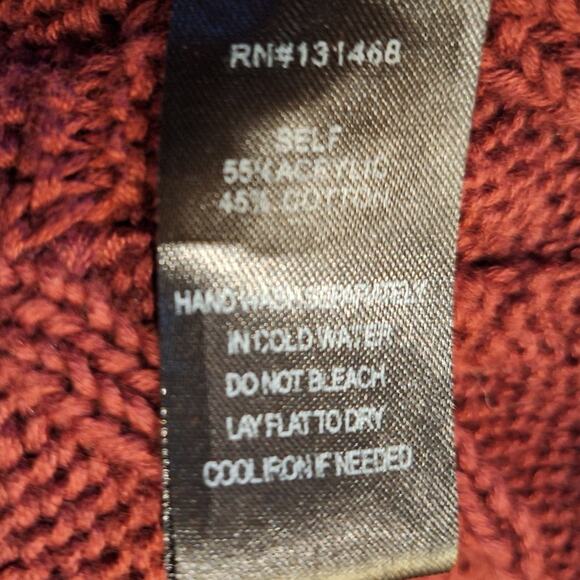 RN#131468
SELF
55% ACRYLIC
45% COTTON
HAND WASH SEPARATELY
IN COLD WATER
DO NOT BLEACH
LAY FLAT TO DRY
COOL IRON IF NEEDED